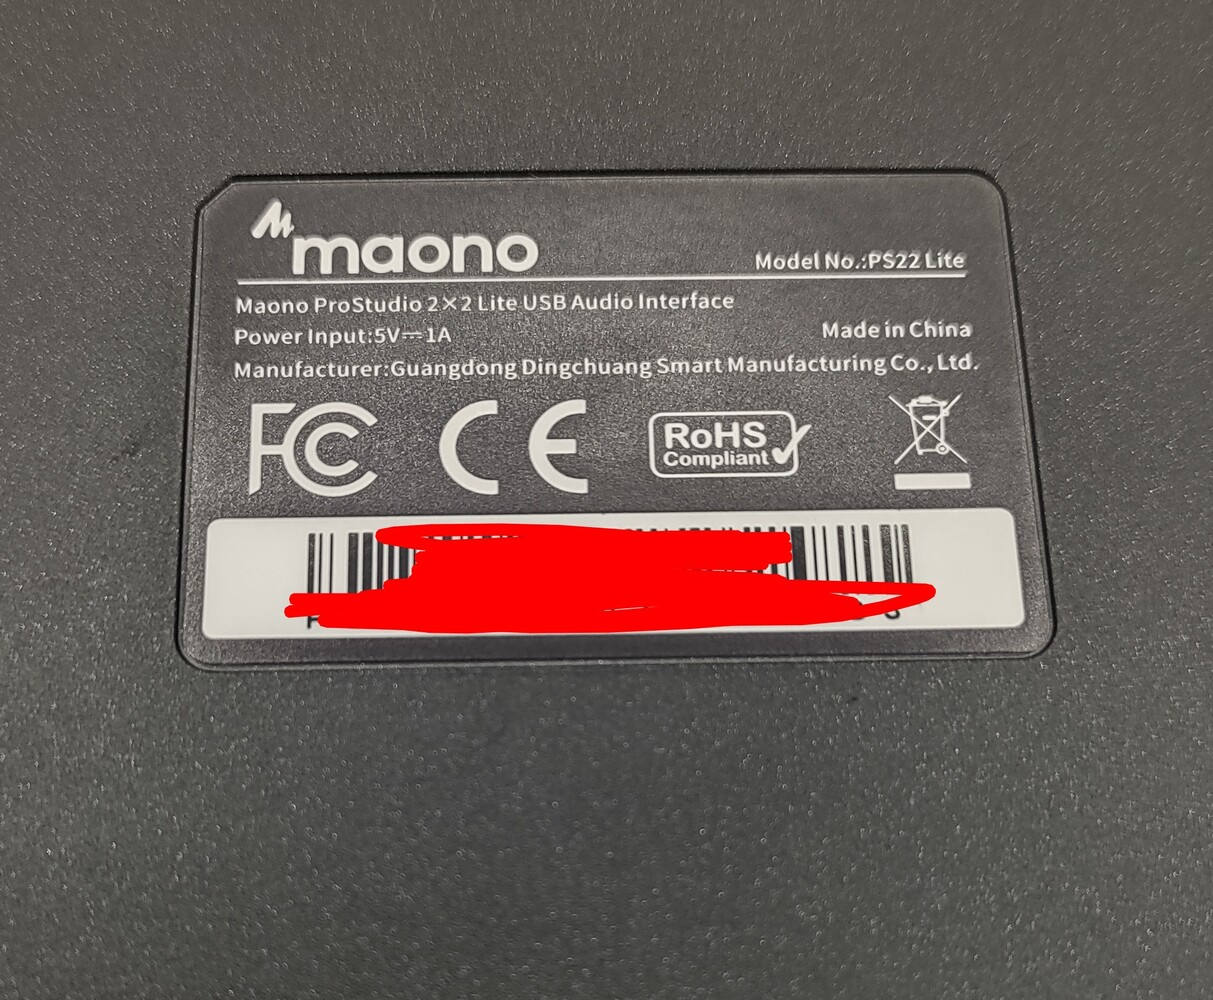 maono
Model No.:PS22 Lite
Maono ProStudio 2×2 Lite USB Audio Interface
Power Input:5V⎓1A
Made in China
Manufacturer:Guangdong Dingchuang Smart Manufacturing Co., Ltd.
FC CE RoHS
Compliant